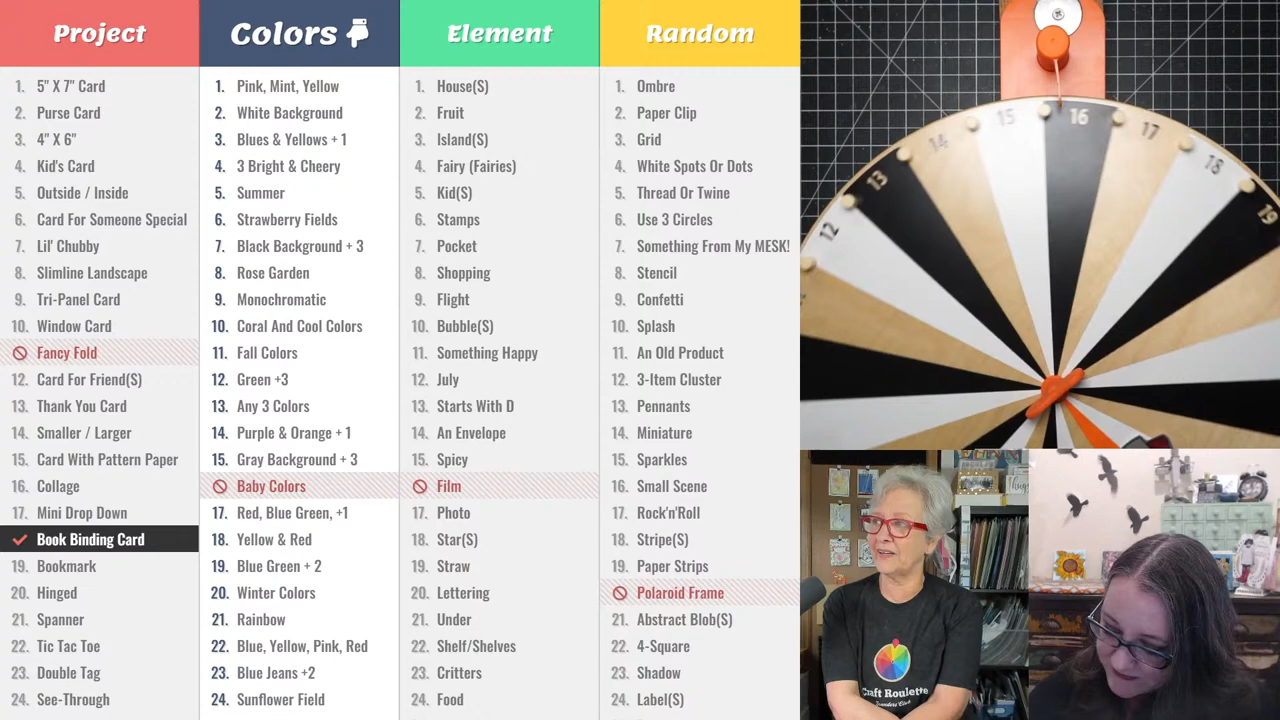 Project
1. 5" X 7" Card
2. Purse Card
3. 4" X 6"
4. Kid's Card
5. Outside / Inside
6. Card For Someone Special
7. Lil' Chubby
8. Slimline Landscape
9. Tri-Panel Card
10. Window Card
Fancy Fold
12. Card For Friend(S)
13. Thank You Card
14. Smaller / Larger
15. Card With Pattern Paper
16. Collage
17. Mini Drop Down
Book Binding Card
19. Bookmark
20. Hinged
21. Spanner
22. Tic Tac Toe
23. Double Tag
24. See-Through
Colors
1. Pink, Mint, Yellow
2. White Background
3. Blues & Yellows + 1
4. 3 Bright & Cheery
5. Summer
6. Strawberry Fields
7. Black Background + 3
8. Rose Garden
9. Monochromatic
10. Coral And Cool Colors
11. Fall Colors
12. Green +3
13. Any 3 Colors
14. Purple & Orange + 1
15. Gray Background + 3
Baby Colors
17. Red, Blue Green, +1
18. Yellow & Red
19. Blue Green + 2
20. Winter Colors
21. Rainbow
22. Blue, Yellow, Pink, Red
23. Blue Jeans +2
24. Sunflower Field
Element
1. House(S)
2. Fruit
3. Island(S)
4. Fairy (Fairies)
5. Kid(S)
6. Stamps
7. Pocket
8. Shopping
9. Flight
10. Bubble(S)
11. Something Happy
12. July
13. Starts With D
14. An Envelope
15. Spicy
Film
17. Photo
18. Star(S)
19. Straw
20. Lettering
21. Under
22. Shelf/Shelves
23. Critters
24. Food
Random
1. Ombre
2. Paper Clip
3. Grid
4. White Spots Or Dots
5. Thread Or Twine
6. Use 3 Circles
7. Something From My MESK!
8. Stencil
9. Confetti
10. Splash
11. An Old Product
12. 3-Item Cluster
13. Pennants
14. Miniature
15. Sparkles
16. Small Scene
17. Rock'n'Roll
18. Stripe(S)
19. Paper Strips
Polaroid Frame
21. Abstract Blob(S)
22. 4-Square
23. Shadow
24. Label(S)
12
13
14
15
16
17
18
19
Craft Roulette